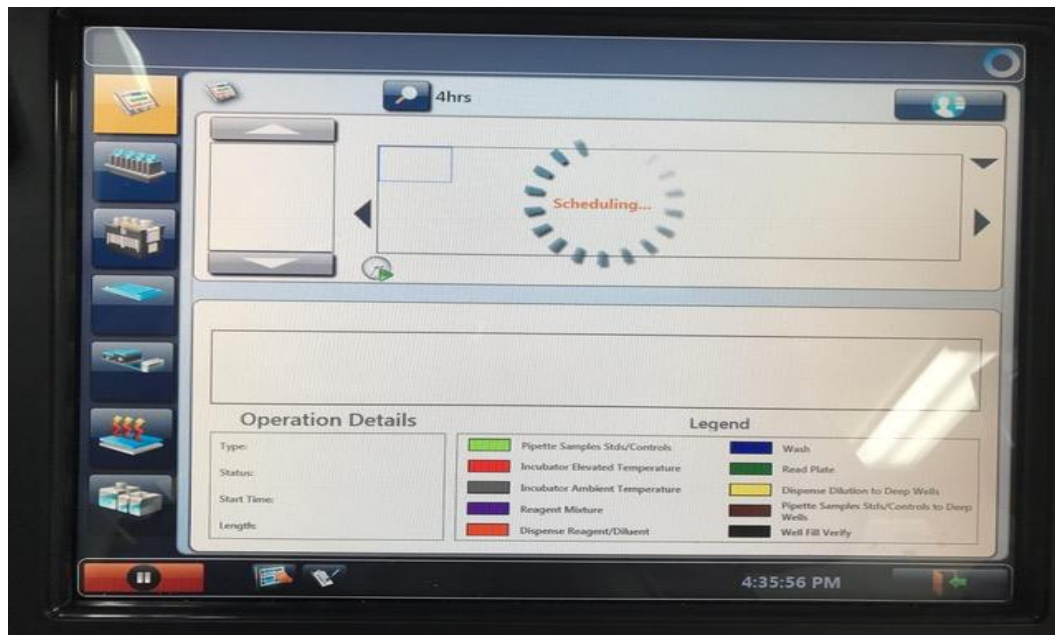 4hrs
Scheduling...
Operation Details
Type:
Status:
Start Time:
Length:
Legend
Pipette Samples Stds/Controls
Incubator Elevated Temperature
Incubator Ambient Temperature
Reagent Mixture
Dispense Reagent/Diluent
Wash
Read Plate
Dispense Dilution to Deep Wells
Pipette Samples Stds/Controls to Deep
Wells
Well Fill Verify
4:35:56 PM